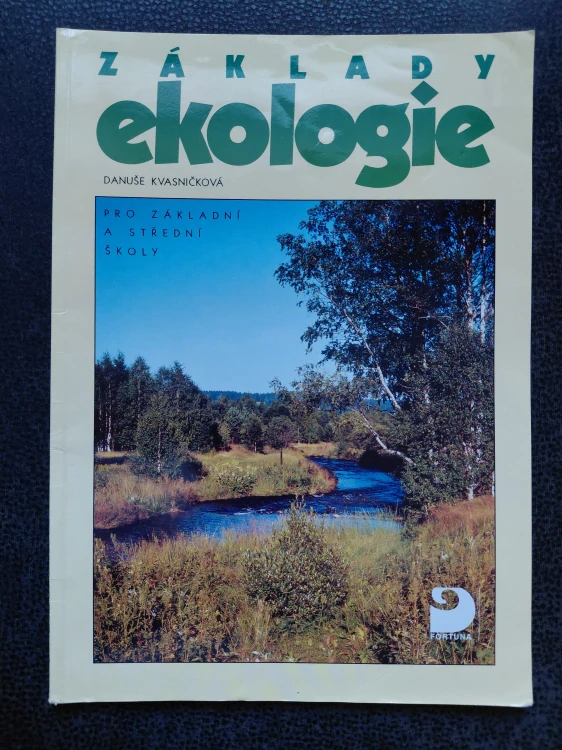 ZÁKLADY
ekologie
DANUŠE KVASNIČKOVÁ
PRO ZÁKLADNÍ
A STŘEDNÍ
ŠKOLY
FORTUNA